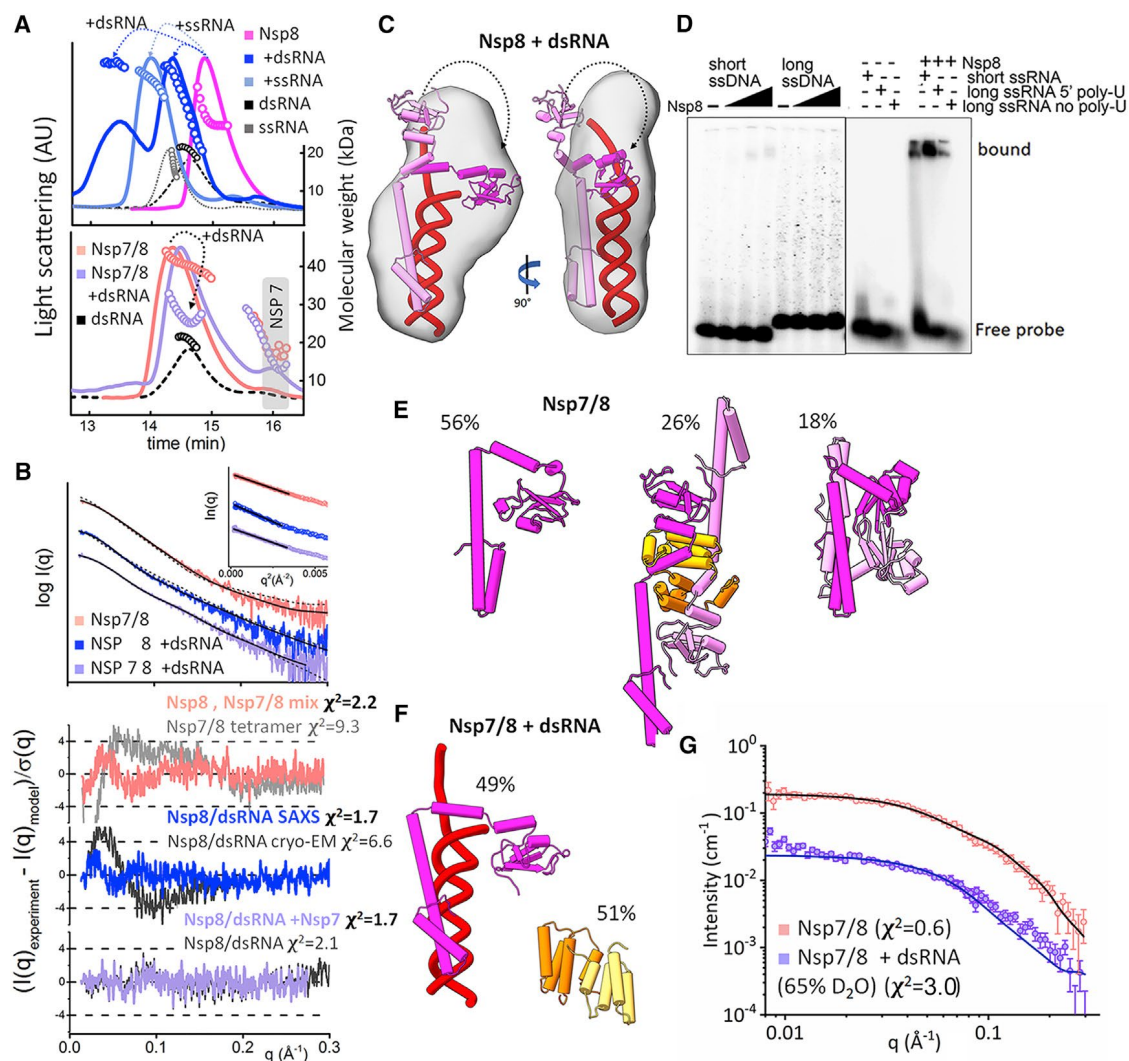 A
+dsRNA
+ssRNA
Nsp8
+dsRNA
+ssRNA
dsRNA
ssRNA
20
10
Light scattering (AU)
Molecular weight (kDa)
+dsRNA
Nsp7/8
Nsp7/8
+dsRNA
dsRNA
NSP 7
40
30
20
10
13 14 15 16
time (min)
B
log I(q)
ln(q)
0.000 0.005
q²(Å⁻²)
Nsp7/8
NSP 8 +dsRNA
NSP 7 8 +dsRNA
Nsp8 , Nsp7/8 mix χ²=2.2
Nsp7/8 tetramer χ²=9.3
4
0
-4
Nsp8/dsRNA SAXS χ²=1.7
Nsp8/dsRNA cryo-EM χ²=6.6
4
0
-4
Nsp8/dsRNA +Nsp7 χ²=1.7
Nsp8/dsRNA χ²=2.1
4
0
-4
(I(q)experiment - I(q)model)/σ(q)
0.0 0.1 0.2 0.3
q (Å⁻¹)
C
Nsp8 + dsRNA
90°
D
short
ssDNA
long
ssDNA
Nsp8
– – – +++ Nsp8
+ + short ssRNA
+ + long ssRNA 5' poly-U
+ + long ssRNA no poly-U
bound
Free probe
E
Nsp7/8
56%
26%
18%
F
Nsp7/8 + dsRNA
49%
51%
G
10⁰
10⁻¹
10⁻²
10⁻³
10⁻⁴
Intensity (cm⁻¹)
Nsp7/8 (χ²=0.6)
Nsp7/8 + dsRNA
(65% D₂O) (χ²=3.0)
0.01 0.1
q (Å⁻¹)